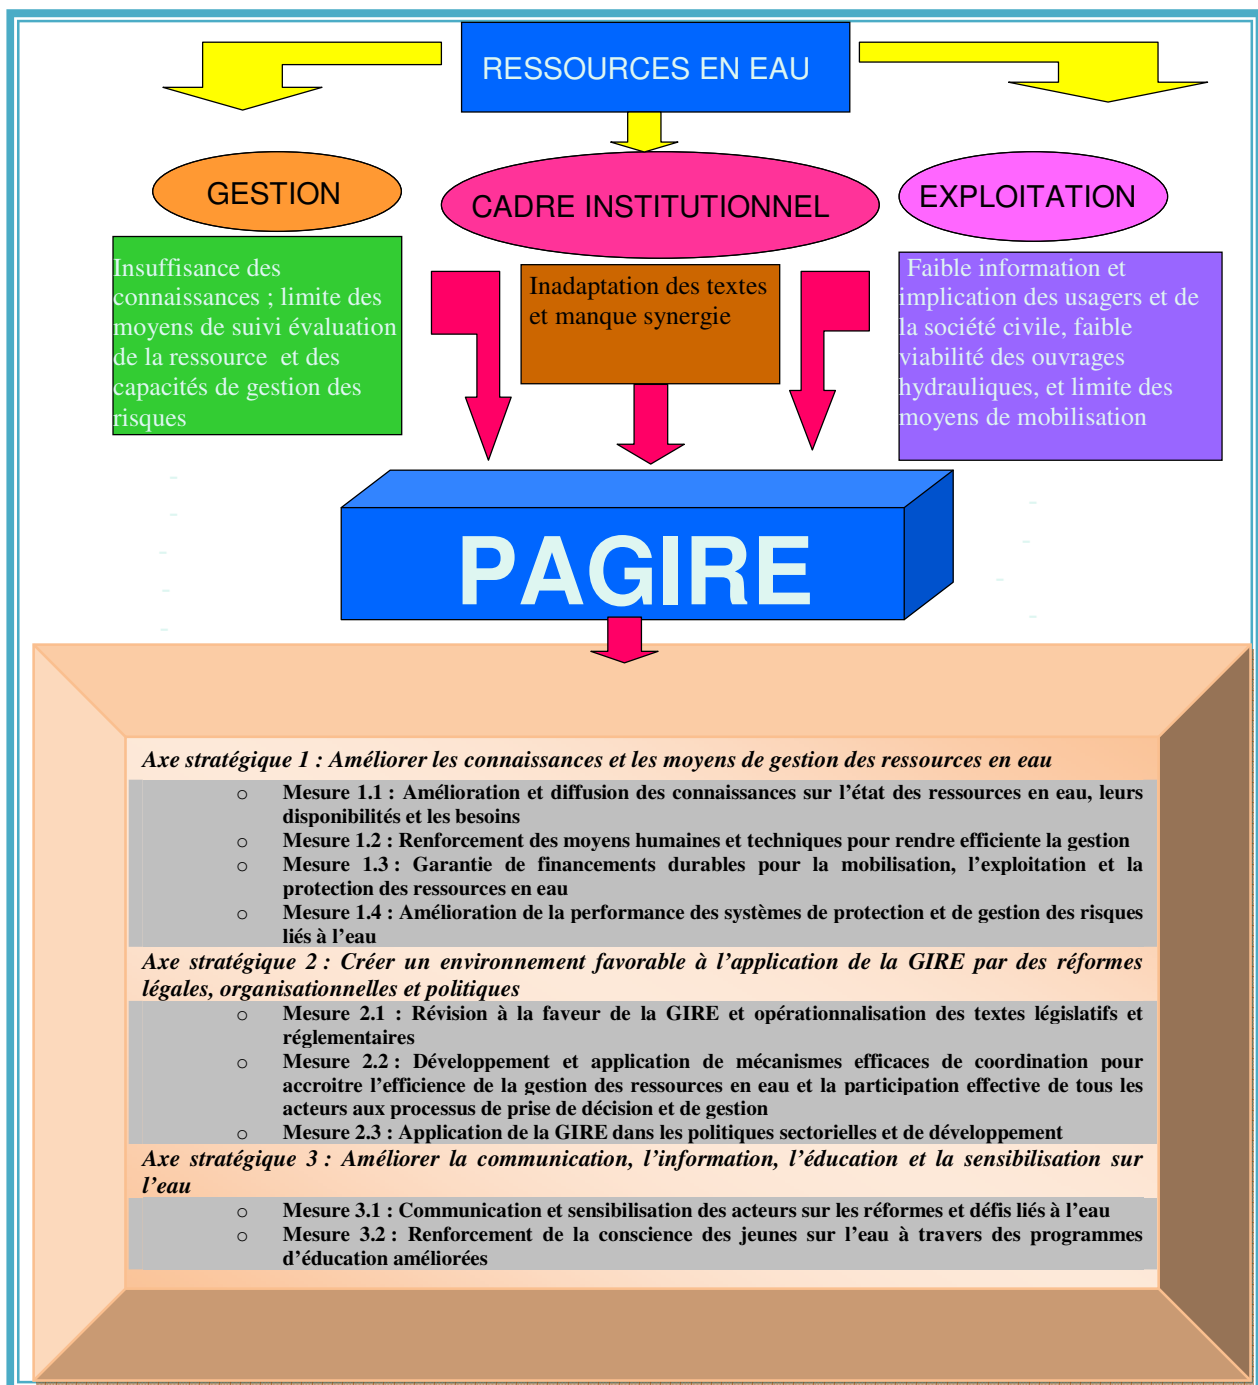 RESSOURCES EN EAU
GESTION
CADRE INSTITUTIONNEL
EXPLOITATION
Insuffisance des
connaissances ; limite des
moyens de suivi évaluation
de la ressource et des
capacités de gestion des
risques
Inadaptation des textes
et manque synergie
Faible information et
implication des usagers et de
la société civile, faible
viabilité des ouvrages
hydrauliques, et limite des
moyens de mobilisation
PAGIRE
Axe stratégique 1 : Améliorer les connaissances et les moyens de gestion des ressources en eau
o Mesure 1.1 : Amélioration et diffusion des connaissances sur l’état des ressources en eau, leurs
disponibilités et les besoins
o Mesure 1.2 : Renforcement des moyens humaines et techniques pour rendre efficiente la gestion
o Mesure 1.3 : Garantie de financements durables pour la mobilisation, l’exploitation et la
protection des ressources en eau
o Mesure 1.4 : Amélioration de la performance des systèmes de protection et de gestion des risques
liés à l’eau
Axe stratégique 2 : Créer un environnement favorable à l’application de la GIRE par des réformes
légales, organisationnelles et politiques
o Mesure 2.1 : Révision à la faveur de la GIRE et opérationnalisation des textes législatifs et
réglementaires
o Mesure 2.2 : Développement et application de mécanismes efficaces de coordination pour
accroitre l’efficience de la gestion des ressources en eau et la participation effective de tous les
acteurs aux processus de prise de décision et de gestion
o Mesure 2.3 : Application de la GIRE dans les politiques sectorielles et de développement
Axe stratégique 3 : Améliorer la communication, l’information, l’éducation et la sensibilisation sur
l’eau
o Mesure 3.1 : Communication et sensibilisation des acteurs sur les réformes et défis liés à l’eau
o Mesure 3.2 : Renforcement de la conscience des jeunes sur l’eau à travers des programmes
d’éducation améliorées